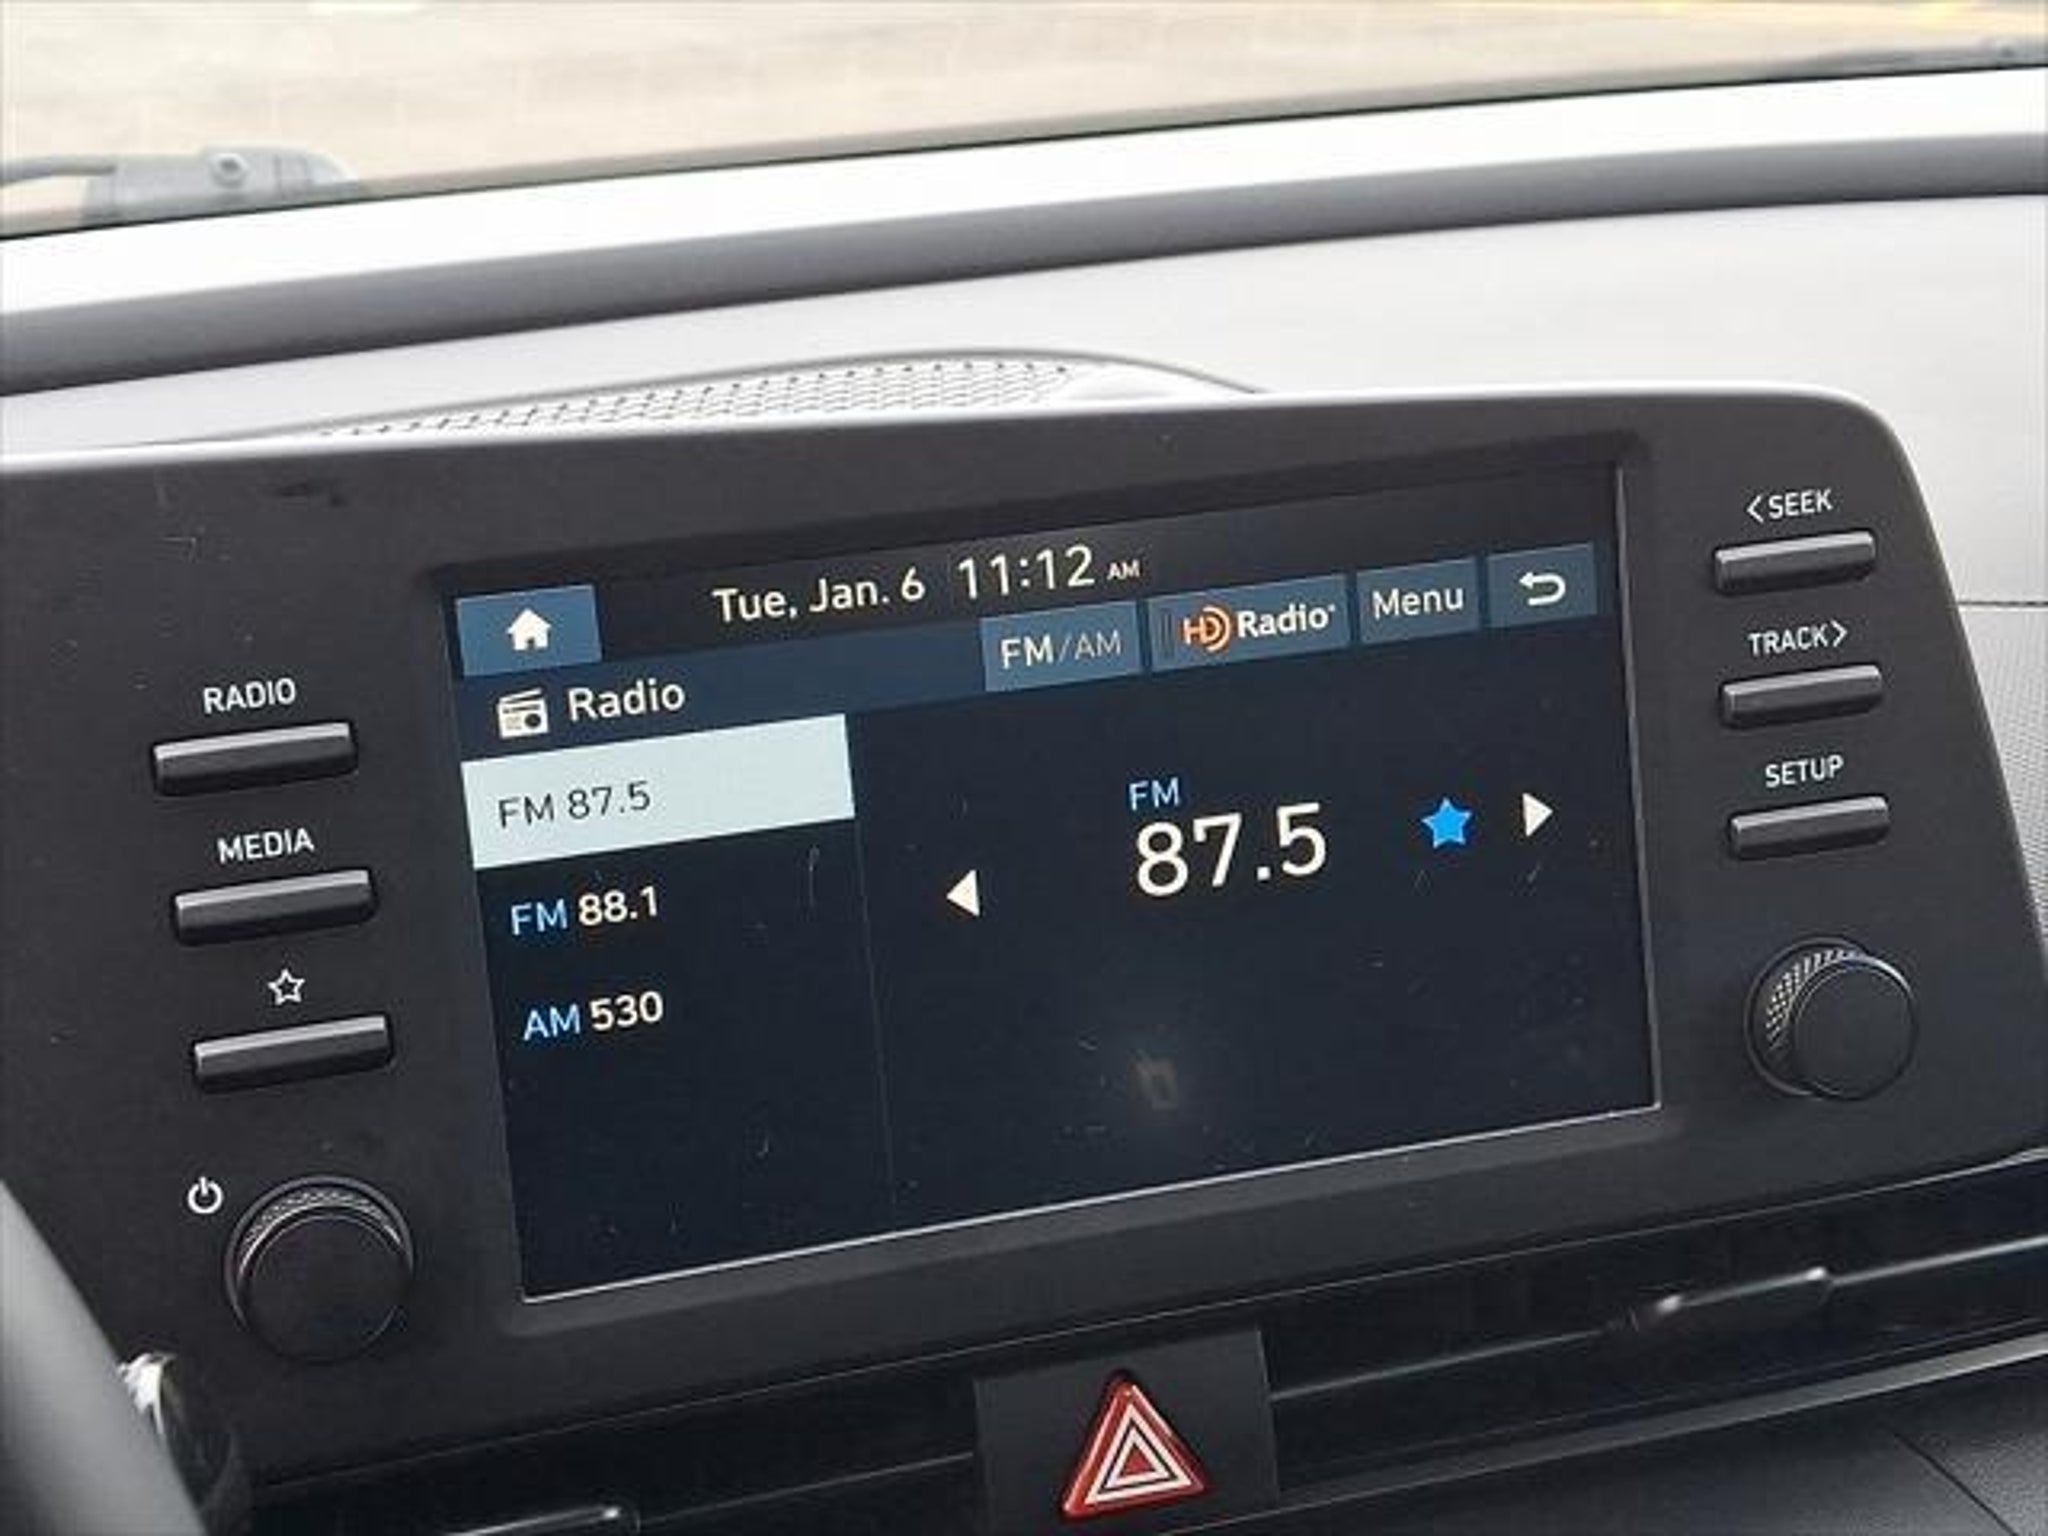 Tue, Jan. 6 11:12 AM
FM/AM HD Radio Menu
Radio
FM 87.5
FM 88.1
AM 530
FM
87.5
RADIO
MEDIA
<SEEK
TRACK>
SETUP